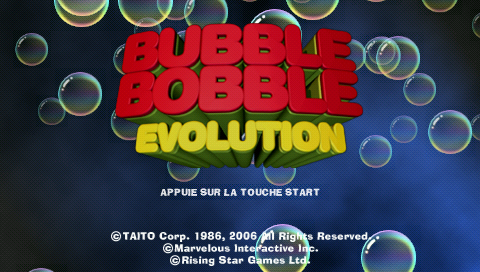 BUBBLE
BOBBLE
EVOLUTION
APPUIE SUR LA TOUCHE START
©TAITO Corp. 1986, 2006 All Rights Reserved.
©Marvelous Interactive Inc.
©Rising Star Games Ltd.